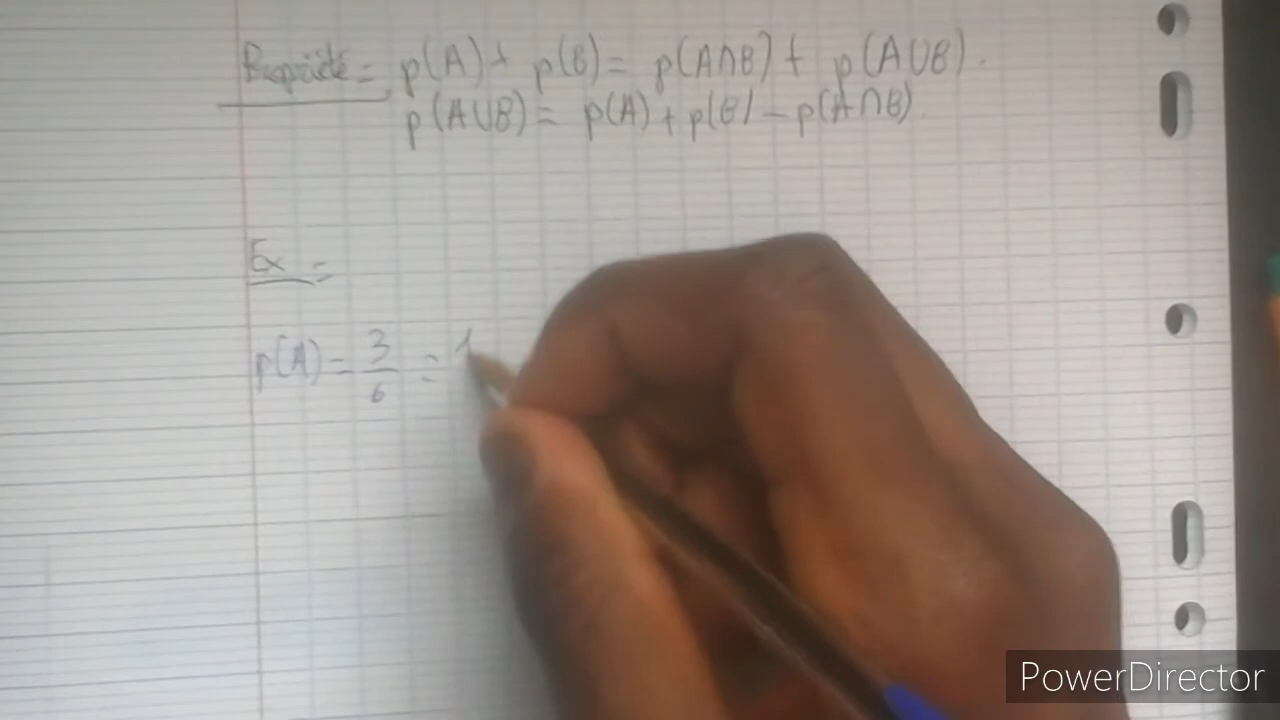 Propriété = p(A) + p(B) = p(A∩B) + p(A∪B).
p(A∪B) = p(A) + p(B) - p(A∩B)
Ex =
p(A) = 3/6 = 1
PowerDirector